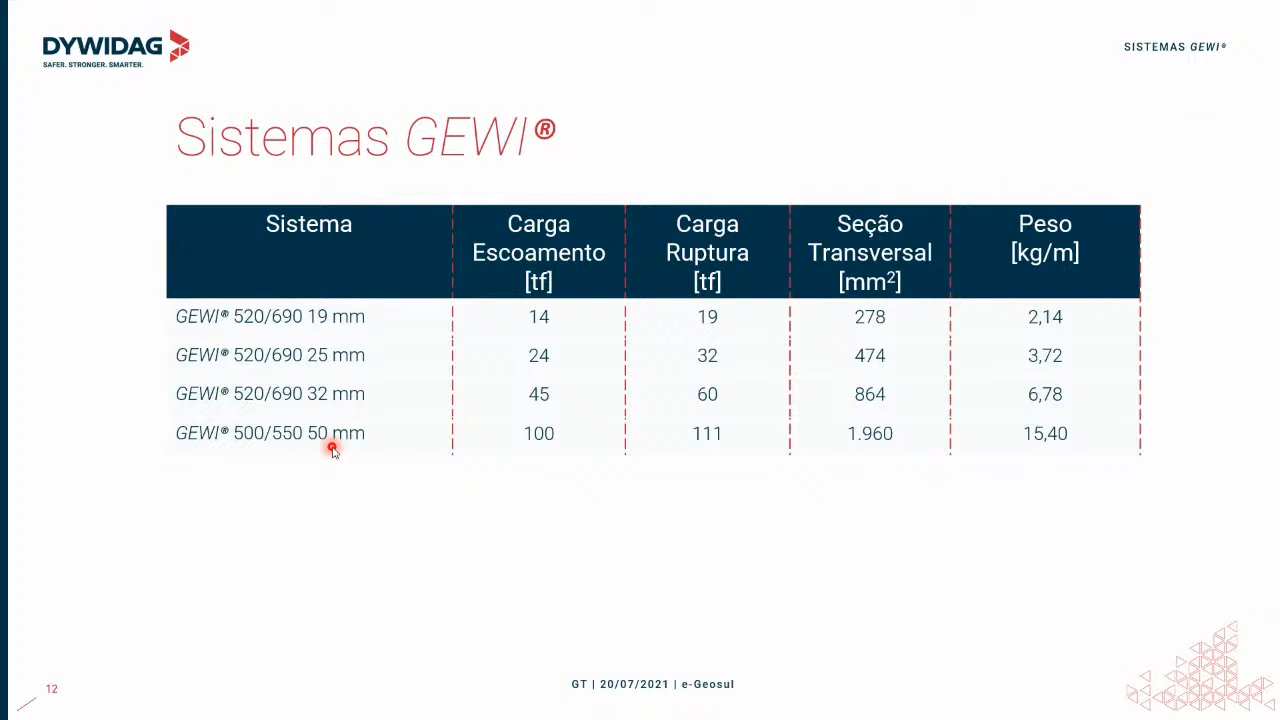 DYWIDAG
SAFER. STRONGER. SMARTER.
SISTEMAS GEWI®
Sistemas GEWI®
Sistema
Carga
Escoamento
[tf]
Carga
Ruptura
[tf]
Seção
Transversal
[mm²]
Peso
[kg/m]
GEWI® 520/690 19 mm 14 19 278 2,14
GEWI® 520/690 25 mm 24 32 474 3,72
GEWI® 520/690 32 mm 45 60 864 6,78
GEWI® 500/550 50 mm 100 111 1.960 15,40
12
GT | 20/07/2021 | e-Geosul